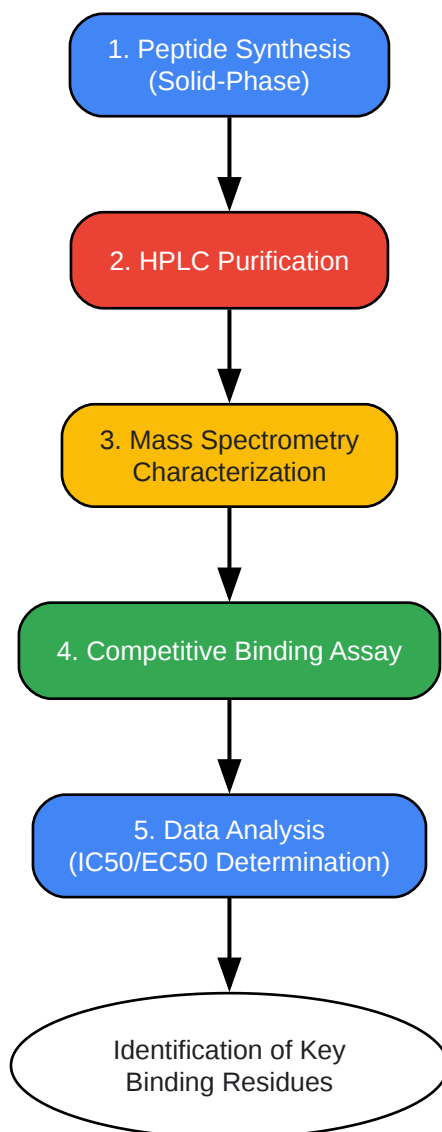 1. Peptide Synthesis
(Solid-Phase)
2. HPLC Purification
3. Mass Spectrometry
Characterization
4. Competitive Binding Assay
5. Data Analysis
(IC50/EC50 Determination)
Identification of Key
Binding Residues